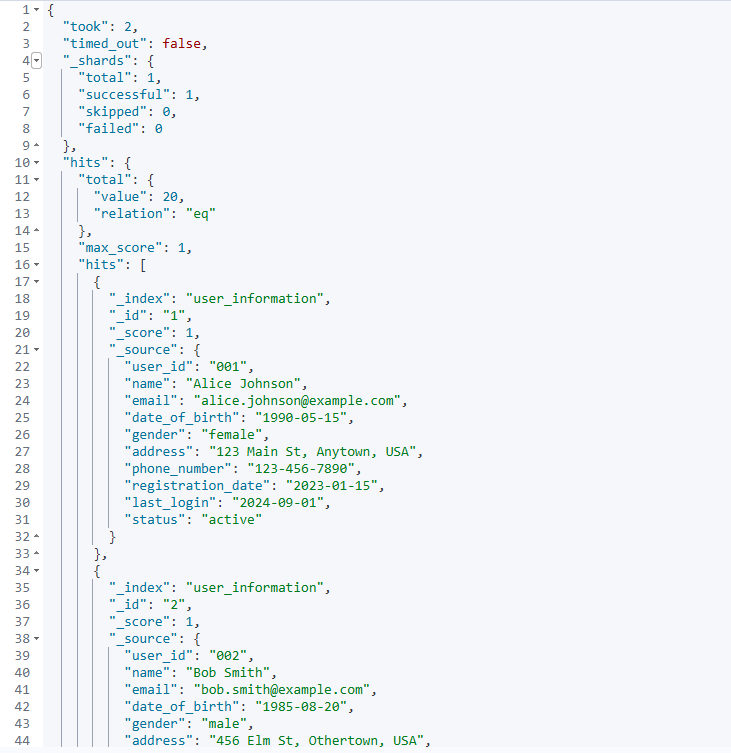 1 {
2 "took": 2,
3 "timed_out": false,
4 "_shards": {
5 "total": 1,
6 "successful": 1,
7 "skipped": 0,
8 "failed": 0
9 },
10 "hits": {
11 "total": {
12 "value": 20,
13 "relation": "eq"
14 },
15 "max_score": 1,
16 "hits": [
17 {
18 "_index": "user_information",
19 "_id": "1",
20 "_score": 1,
21 "_source": {
22 "user_id": "001",
23 "name": "Alice Johnson",
24 "email": "alice.johnson@example.com",
25 "date_of_birth": "1990-05-15",
26 "gender": "female",
27 "address": "123 Main St, Anytown, USA",
28 "phone_number": "123-456-7890",
29 "registration_date": "2023-01-15",
30 "last_login": "2024-09-01",
31 "status": "active"
32 }
33 },
34 {
35 "_index": "user_information",
36 "_id": "2",
37 "_score": 1,
38 "_source": {
39 "user_id": "002",
40 "name": "Bob Smith",
41 "email": "bob.smith@example.com",
42 "date_of_birth": "1985-08-20",
43 "gender": "male",
44 "address": "456 Elm St, Othertown, USA",